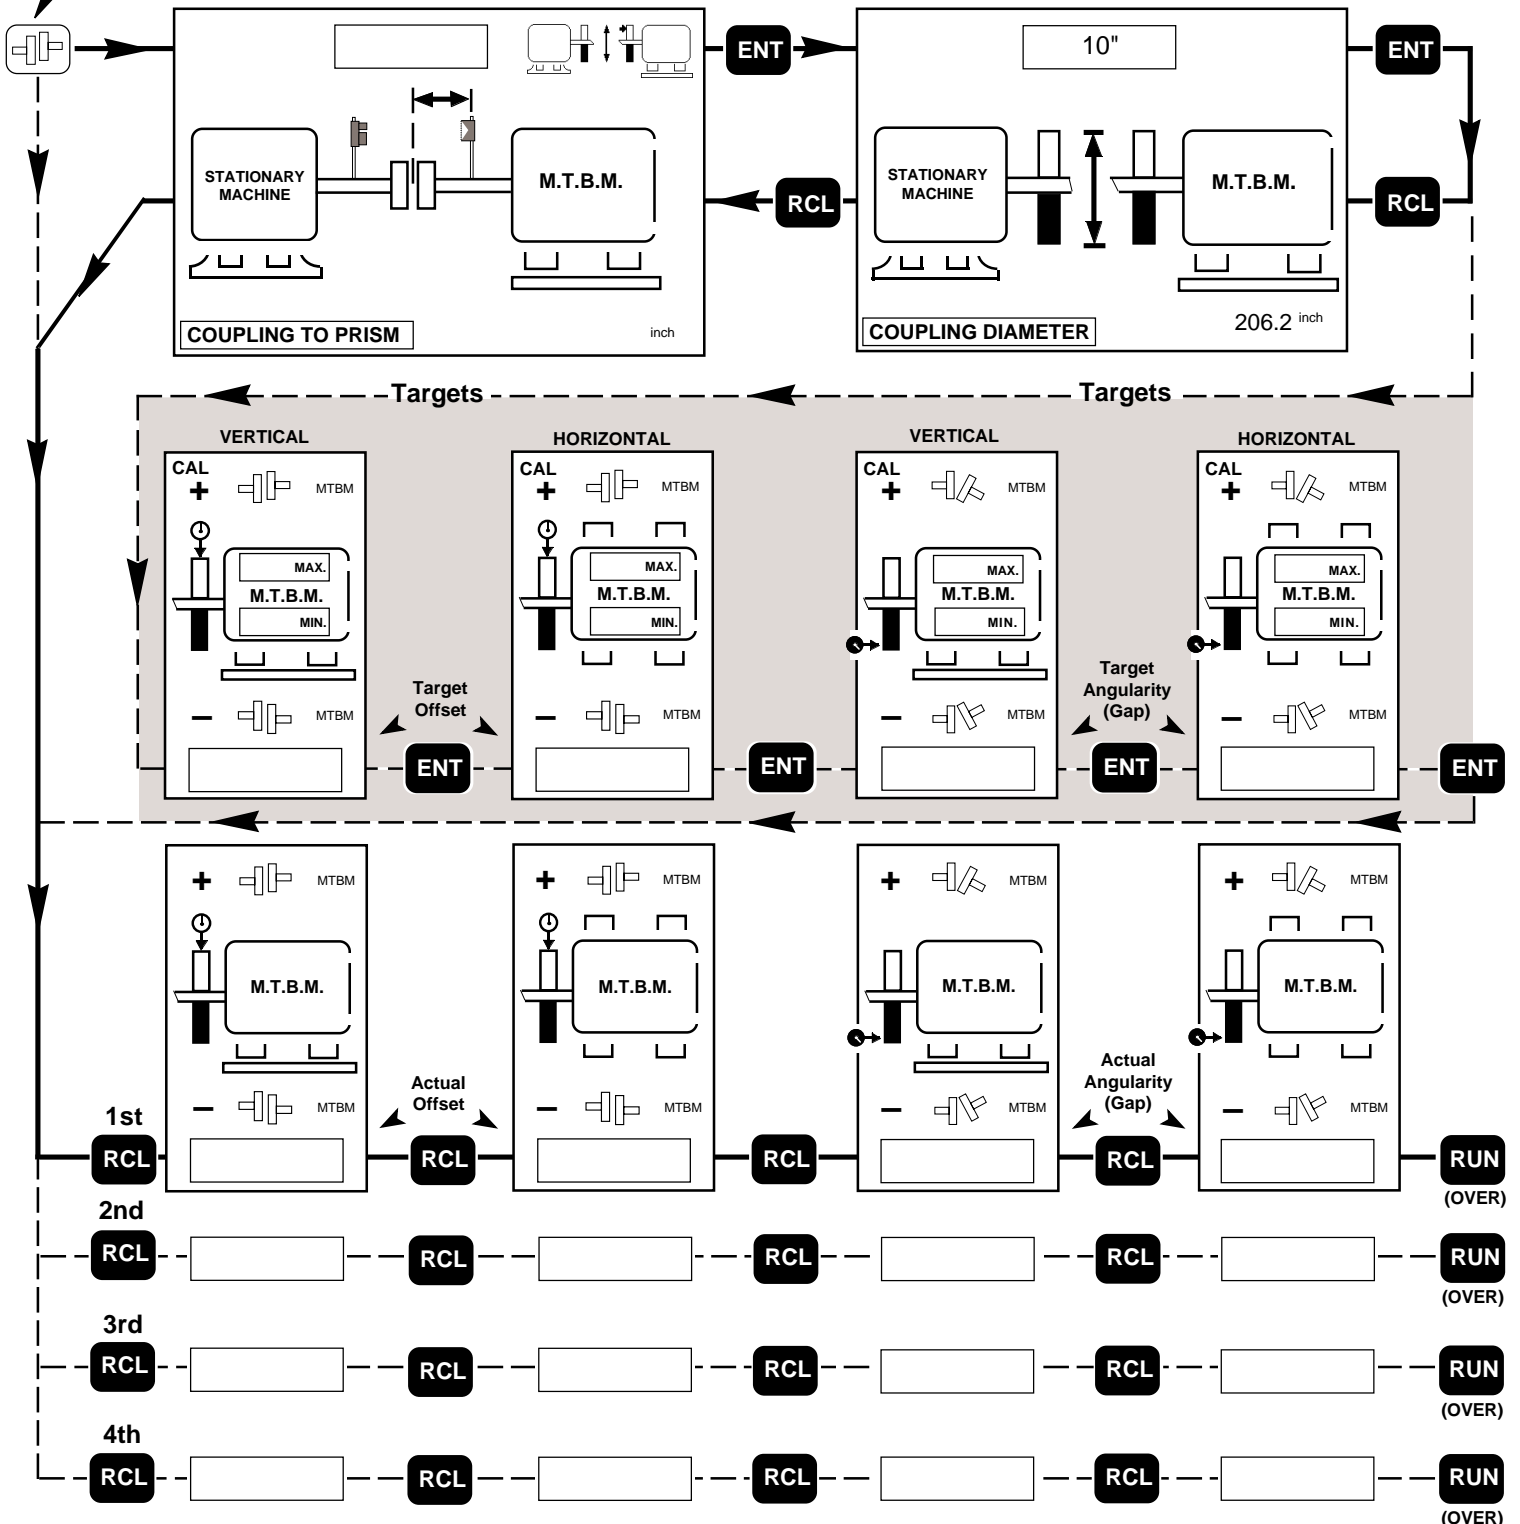 10"
ENT
ENT
STATIONARY
MACHINE
M.T.B.M.
RCL
STATIONARY
MACHINE
M.T.B.M.
RCL
COUPLING TO PRISM
inch
COUPLING DIAMETER
206.2 inch
Targets
Targets
VERTICAL
HORIZONTAL
VERTICAL
HORIZONTAL
CAL
+
MTBM
CAL
+
MTBM
CAL
+
MTBM
CAL
+
MTBM
MAX.
M.T.B.M.
MIN.
MAX.
M.T.B.M.
MIN.
MAX.
M.T.B.M.
MIN.
MAX.
M.T.B.M.
MIN.
Target
Offset
Target
Angularity
(Gap)
– MTBM
– MTBM
– MTBM
– MTBM
ENT
ENT
ENT
ENT
+ MTBM
+ MTBM
+ MTBM
+ MTBM
M.T.B.M.
M.T.B.M.
M.T.B.M.
M.T.B.M.
Actual
Offset
Actual
Angularity
(Gap)
– MTBM
– MTBM
– MTBM
– MTBM
1st
RCL
RCL
RCL
RCL
RUN
(OVER)
2nd
RCL
RCL
RCL
RCL
RUN
(OVER)
3rd
RCL
RCL
RCL
RCL
RUN
(OVER)
4th
RCL
RCL
RCL
RCL
RUN
(OVER)